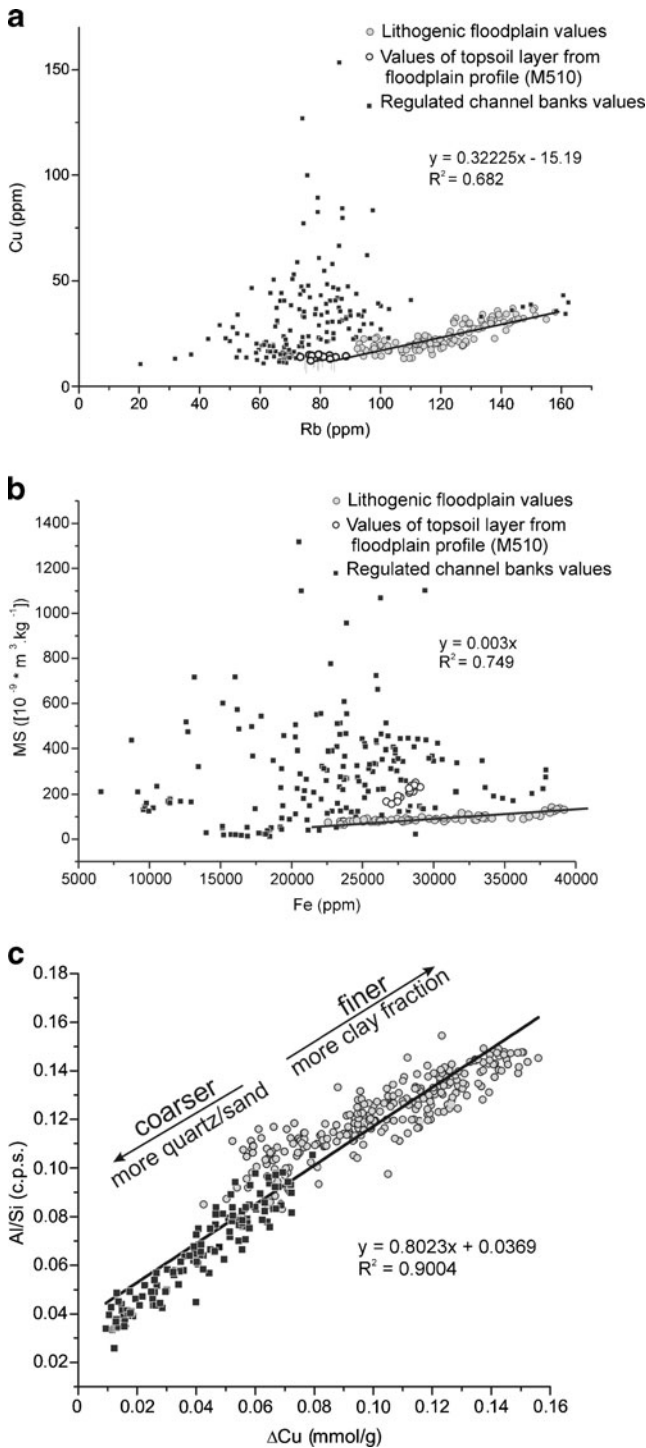 a
Lithogenic floodplain values
Values of topsoil layer from
floodplain profile (M510)
Regulated channel banks values
y = 0.32225x - 15.19
R² = 0.682
Cu (ppm)
150
100
50
0
0 20 40 60 80 100 120 140 160
Rb (ppm)
b
Lithogenic floodplain values
Values of topsoil layer from
floodplain profile (M510)
Regulated channel banks values
y = 0.003x
R² = 0.749
MS ([10⁻⁹ * m³.kg⁻¹])
1400
1200
1000
800
600
400
200
0
5000 10000 15000 20000 25000 30000 35000 40000
Fe (ppm)
c
finer
more clay fraction
coarser
more quartz/sand
y = 0.8023x + 0.0369
R² = 0.9004
Al/Si (c.p.s.)
0.18
0.16
0.14
0.12
0.10
0.08
0.06
0.04
0.02
0 0.02 0.04 0.06 0.08 0.10 0.12 0.14 0.16
ΔCu (mmol/g)